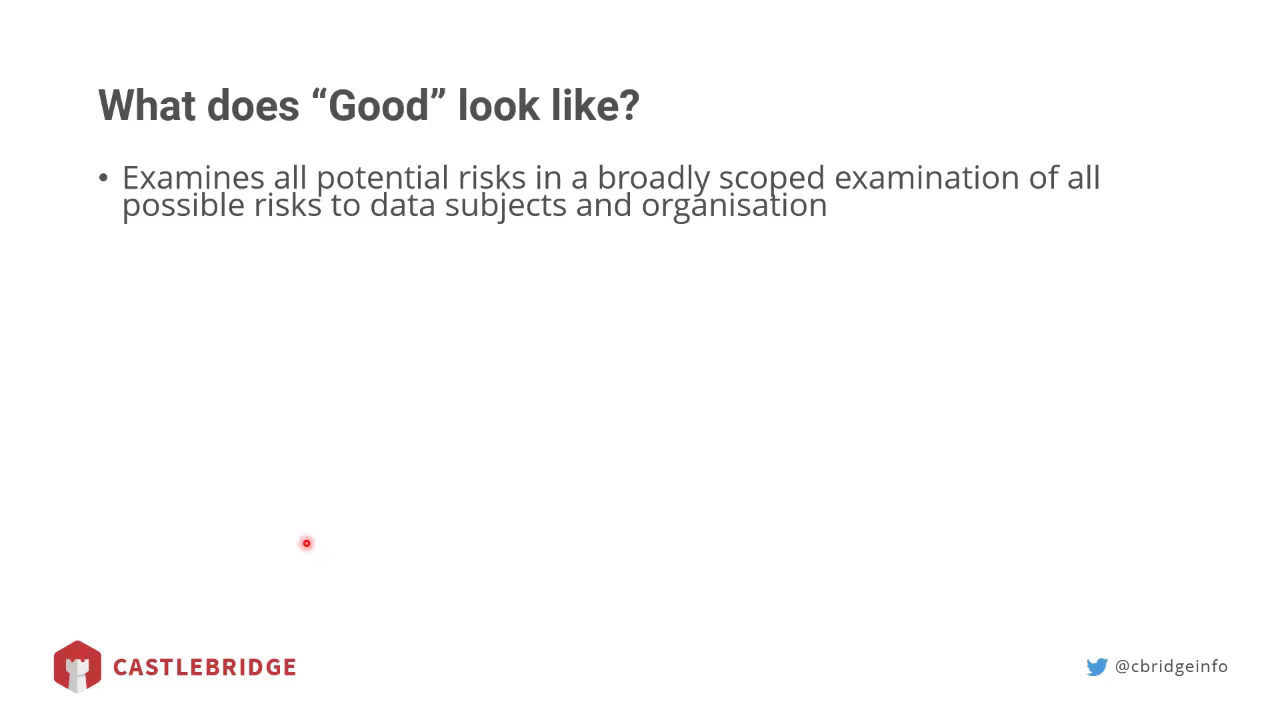 What does “Good” look like?
• Examines all potential risks in a broadly scoped examination of all
possible risks to data subjects and organisation
CASTLEBRIDGE
@cbridgeinfo